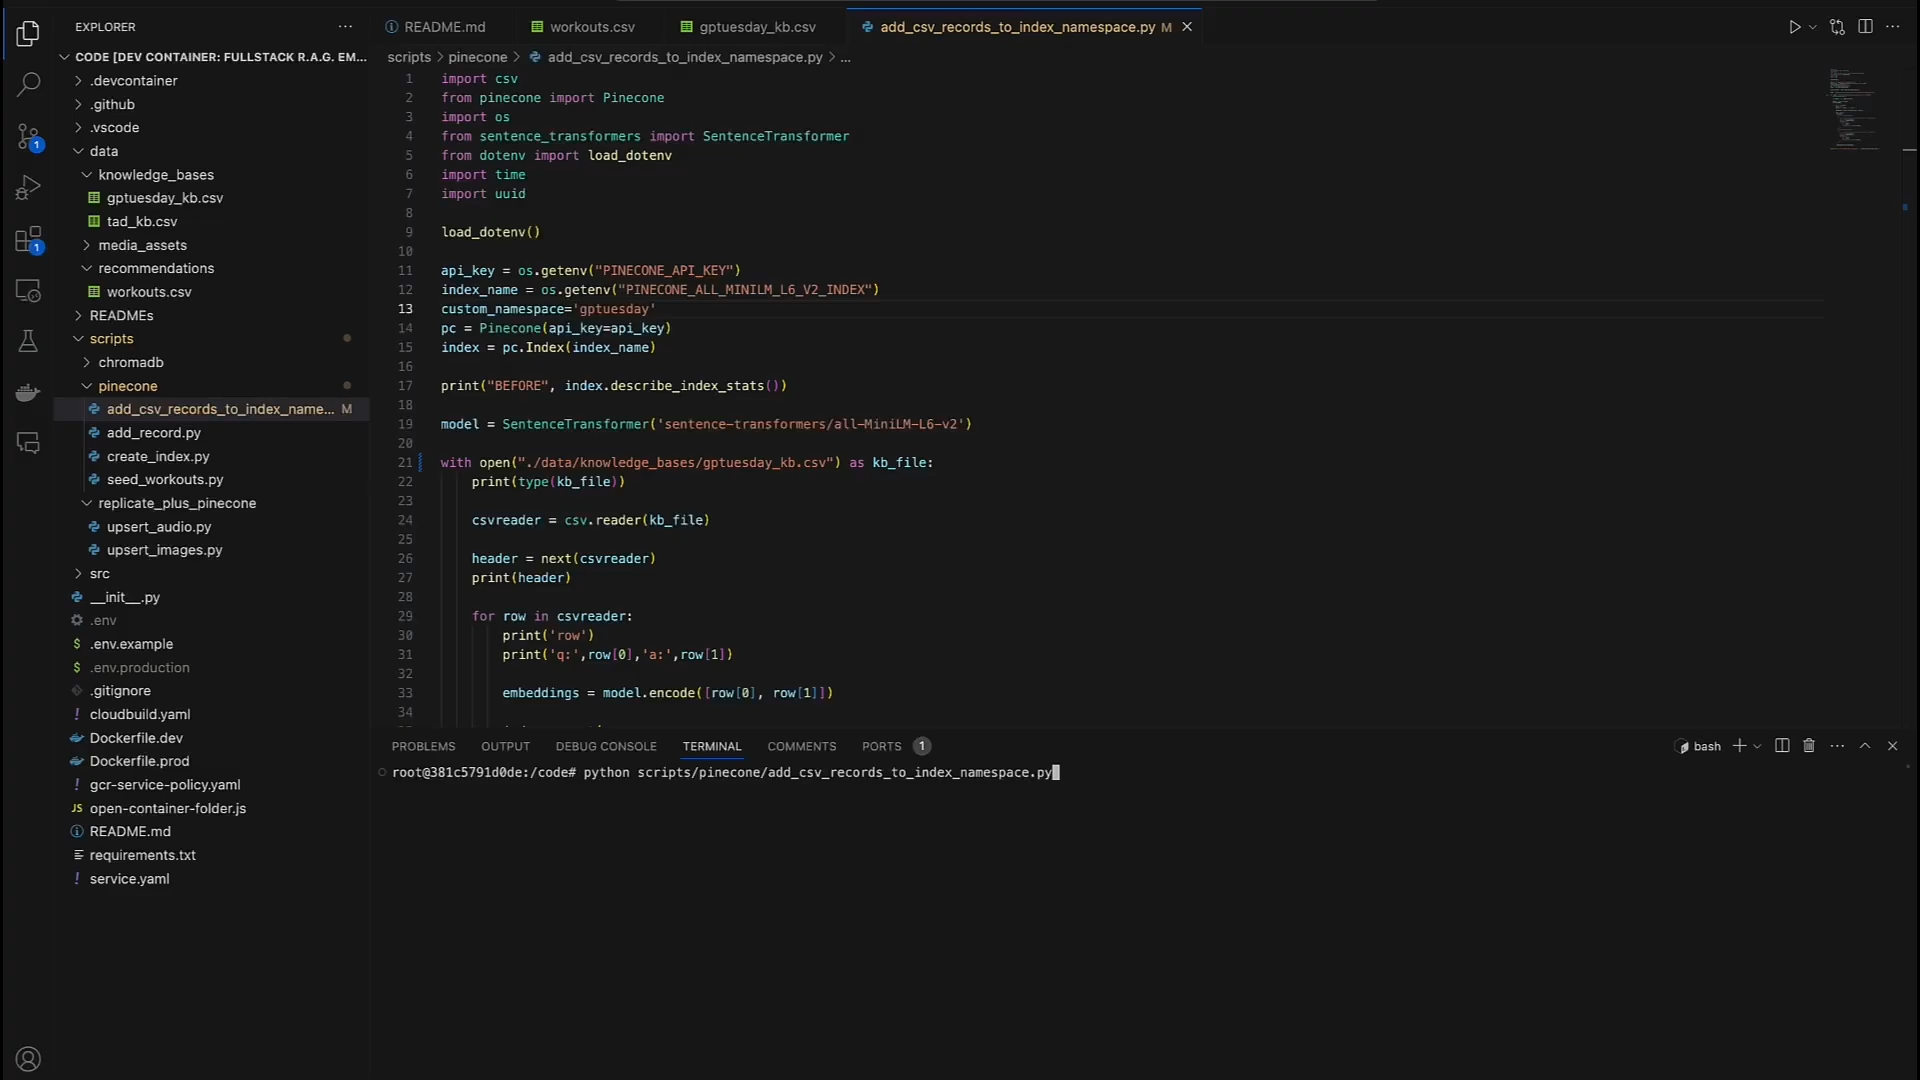 EXPLORER
CODE [DEV CONTAINER: FULLSTACK R.A.G. EM...
.devcontainer
.github
.vscode
data
knowledge_bases
gptuesday_kb.csv
tad_kb.csv
media_assets
recommendations
workouts.csv
READMEs
scripts
chromadb
pinecone
add_csv_records_to_index_name... M
add_record.py
create_index.py
seed_workouts.py
replicate_plus_pinecone
upsert_audio.py
upsert_images.py
src
__init__.py
.env
.env.example
.env.production
.gitignore
cloudbuild.yaml
Dockerfile.dev
Dockerfile.prod
gcr-service-policy.yaml
open-container-folder.js
README.md
requirements.txt
service.yaml
1
1
README.md workouts.csv gptuesday_kb.csv add_csv_records_to_index_namespace.py M
scripts > pinecone > add_csv_records_to_index_namespace.py > ...
1 import csv
2 from pinecone import Pinecone
3 import os
4 from sentence_transformers import SentenceTransformer
5 from dotenv import load_dotenv
6 import time
7 import uuid
8
9 load_dotenv()
10
11 api_key = os.getenv("PINECONE_API_KEY")
12 index_name = os.getenv("PINECONE_ALL_MINILM_L6_V2_INDEX")
13 custom_namespace='gptuesday'
14 pc = Pinecone(api_key=api_key)
15 index = pc.Index(index_name)
16
17 print("BEFORE", index.describe_index_stats())
18
19 model = SentenceTransformer('sentence-transformers/all-MiniLM-L6-v2')
20
21 with open("./data/knowledge_bases/gptuesday_kb.csv") as kb_file:
22 print(type(kb_file))
23
24 csvreader = csv.reader(kb_file)
25
26 header = next(csvreader)
27 print(header)
28
29 for row in csvreader:
30 print('row')
31 print('q:',row[0],'a:',row[1])
32
33 embeddings = model.encode([row[0], row[1]])
34
PROBLEMS OUTPUT DEBUG CONSOLE TERMINAL COMMENTS PORTS 1 bash
root@381c5791d0de:/code# python scripts/pinecone/add_csv_records_to_index_namespace.py